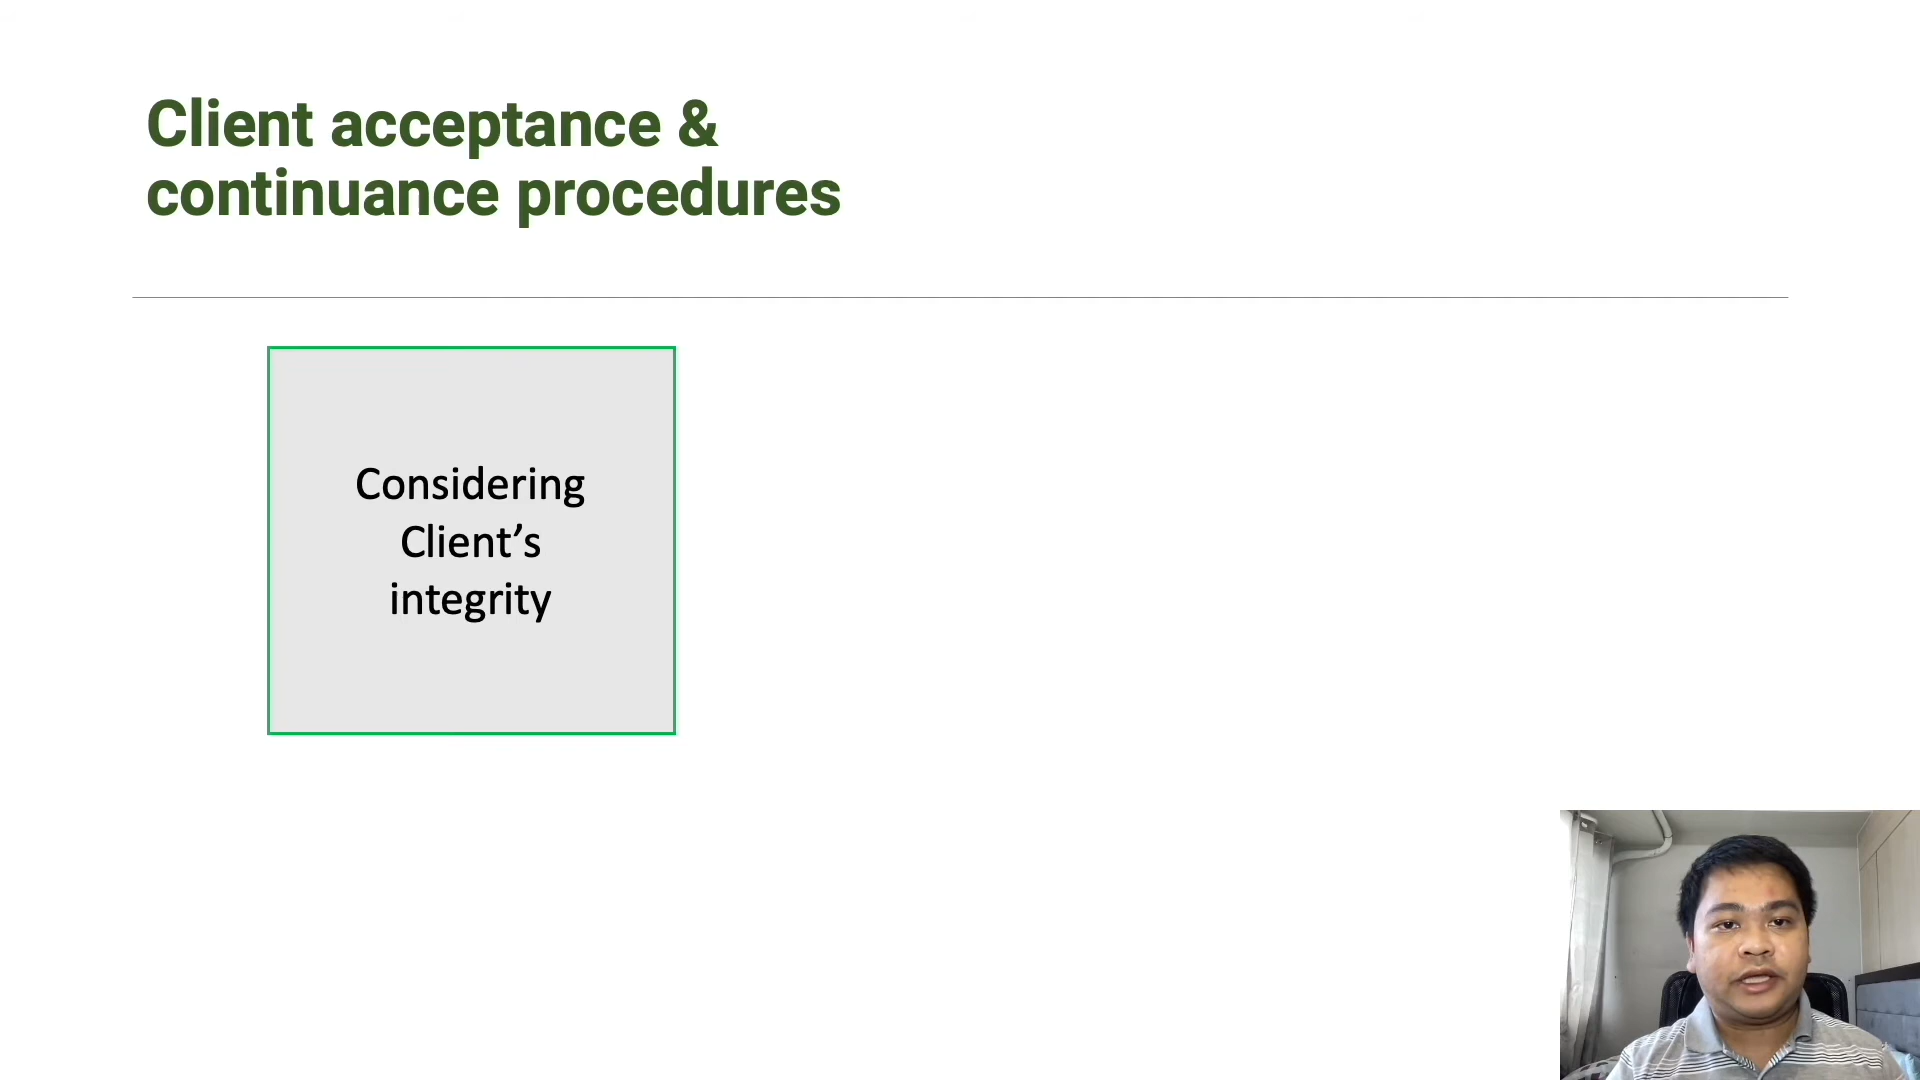 Client acceptance &
continuance procedures
Considering
Client’s
integrity